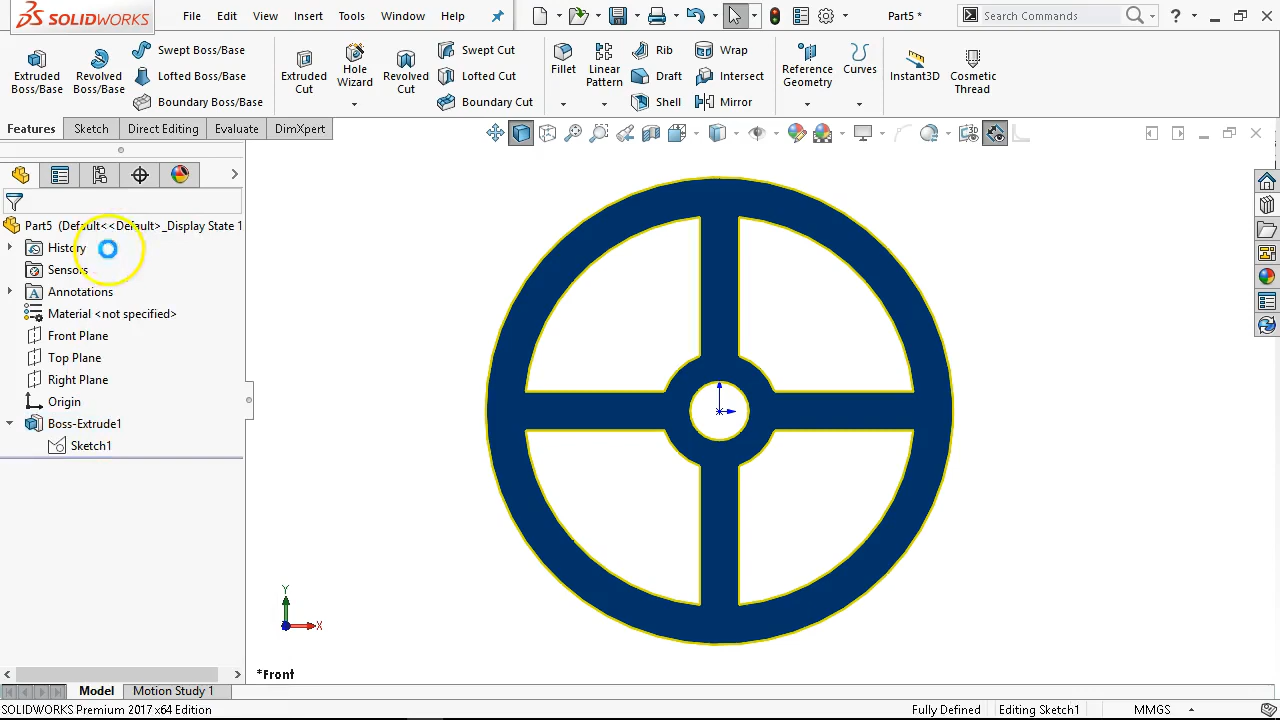 SOLIDWORKS File Edit View Insert Tools Window Help Part5 * Search Commands ?
Extruded Boss/Base
Revolved Boss/Base
Swept Boss/Base
Lofted Boss/Base
Boundary Boss/Base
Extruded Cut
Hole Wizard
Revolved Cut
Swept Cut
Lofted Cut
Boundary Cut
Fillet
Linear Pattern
Rib
Draft
Shell
Wrap
Intersect
Mirror
Reference Geometry
Curves
Instant3D
Cosmetic Thread
Features Sketch Direct Editing Evaluate DimXpert
Part5 (Default<<Default>_Display State 1
History
Sensors
Annotations
Material <not specified>
Front Plane
Top Plane
Right Plane
Origin
Boss-Extrude1
Sketch1
Y
X
*Front
Model Motion Study 1
SOLIDWORKS Premium 2017 x64 Edition Fully Defined Editing Sketch1 MMGS